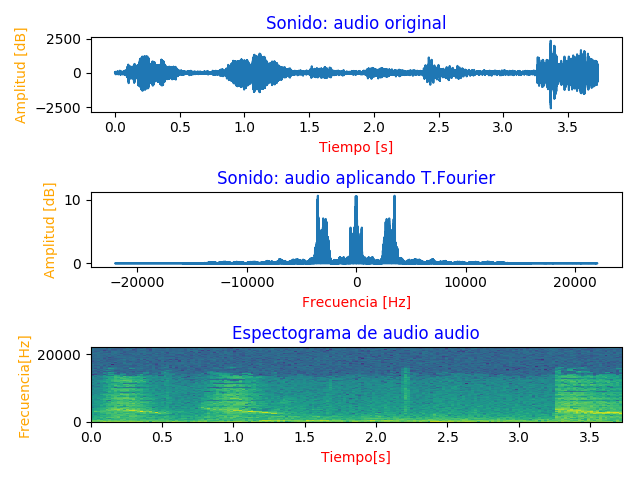 Sonido: audio original
2500
0
−2500
Amplitud [dB]
0.0 0.5 1.0 1.5 2.0 2.5 3.0 3.5
Tiempo [s]
Sonido: audio aplicando T.Fourier
10
0
Amplitud [dB]
−20000 −10000 0 10000 20000
Frecuencia [Hz]
Espectograma de audio audio
20000
0
Frecuencia[Hz]
0.0 0.5 1.0 1.5 2.0 2.5 3.0 3.5
Tiempo[s]